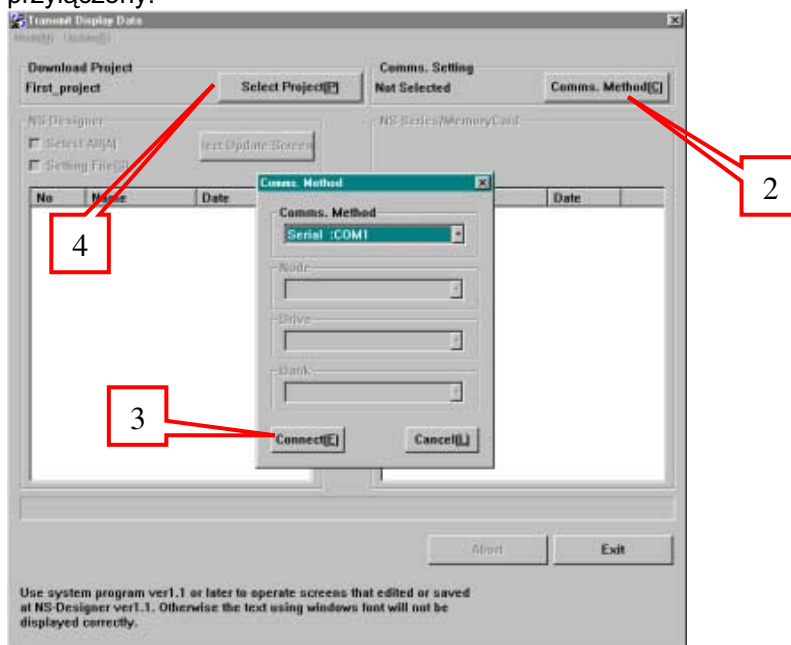 przyłączony.
Transmit Display Data
Download Project
First_project
Select Project[P]
Comms. Setting
Not Selected
Comms. Method[C]
NS-Designer
Select All[A]
Setting File[S]
Text Update Screen
NS-Series/MemoryCard
No Name Date
Date
Comms. Method
Comms. Method
Serial :COM1
Node
Drive
Bank
Connect[E]
Cancel[L]
2
4
3
Abort
Exit
Use system program ver1.1 or later to operate screens that edited or saved
at NS-Designer ver1.1. Otherwise the text using windows font will not be
displayed correctly.